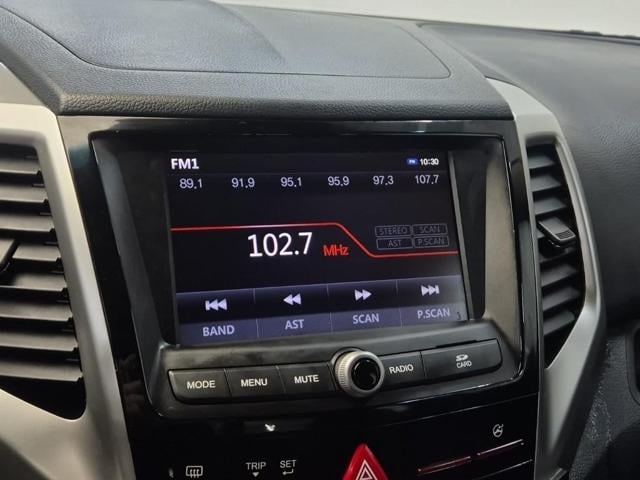 FM1 PM 10:30
89,1 91,9 95,1 95,9 97,3 107,7
102.7 MHz
STEREO SCAN
AST P.SCAN
BAND AST SCAN P.SCAN
MODE MENU MUTE RADIO SD CARD
TRIP SET